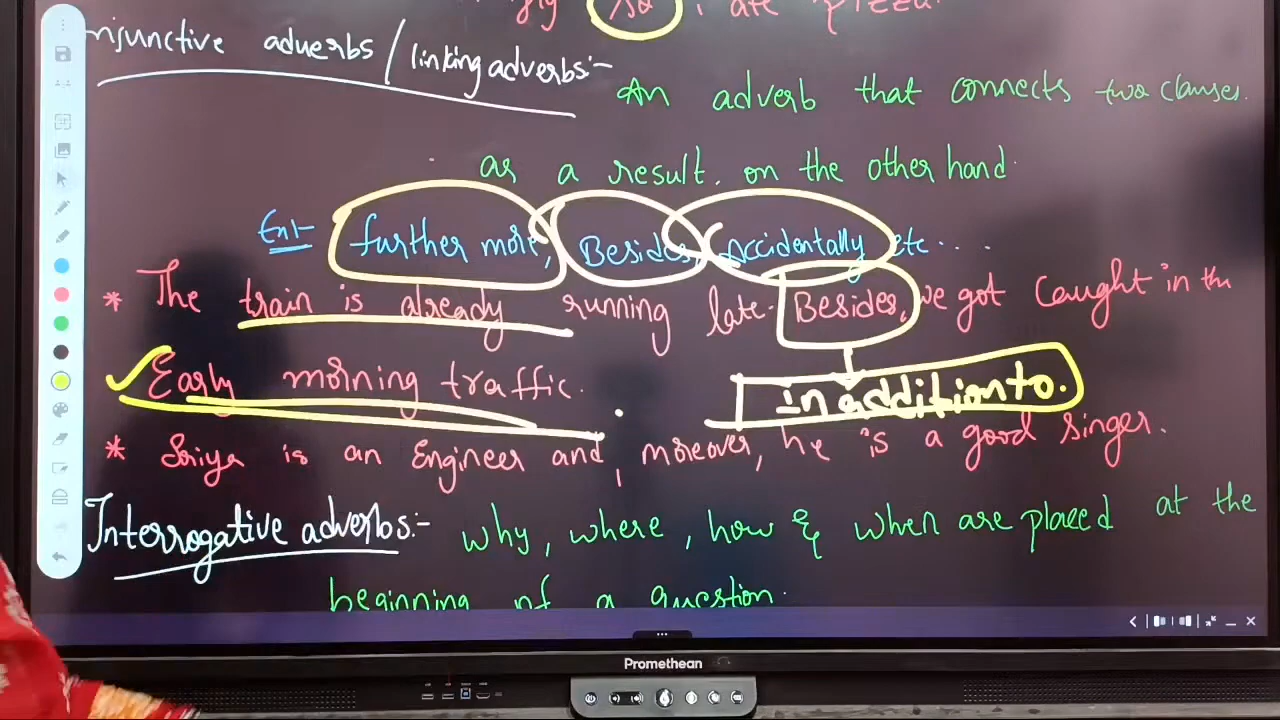 I ate pizza.
njunctive adverbs / linking adverbs:-
An adverb that connects two clauses.
as a result. on the other hand.
Ex:- further more, Besides, Accidentally etc....
* The train is already running late. Besides, we got caught in the
Early morning traffic.
in addition to.
* is an Engineer and; moreover, he is a good singer.
Interrogative adverbs:- why, where, how & when are placed at the
beginning of a question.
Promethean